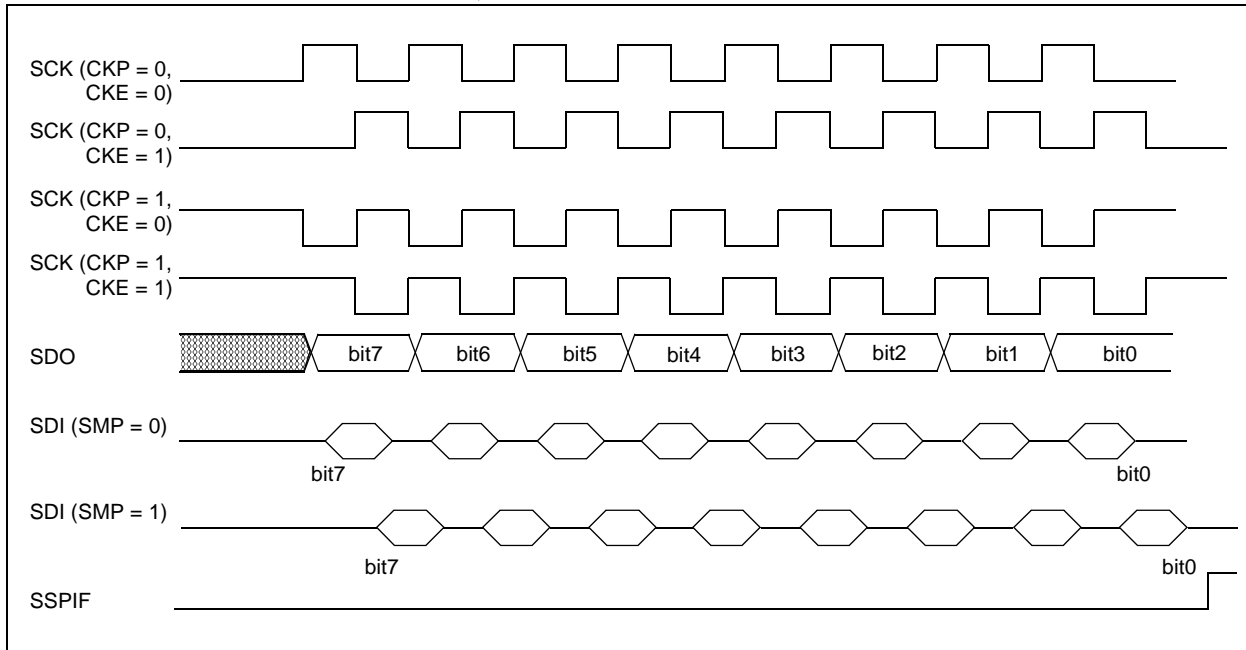 SCK (CKP = 0,
CKE = 0)
SCK (CKP = 0,
CKE = 1)
SCK (CKP = 1,
CKE = 0)
SCK (CKP = 1,
CKE = 1)
SDO bit7 bit6 bit5 bit4 bit3 bit2 bit1 bit0
SDI (SMP = 0)
bit7 bit0
SDI (SMP = 1)
bit7 bit0
SSPIF